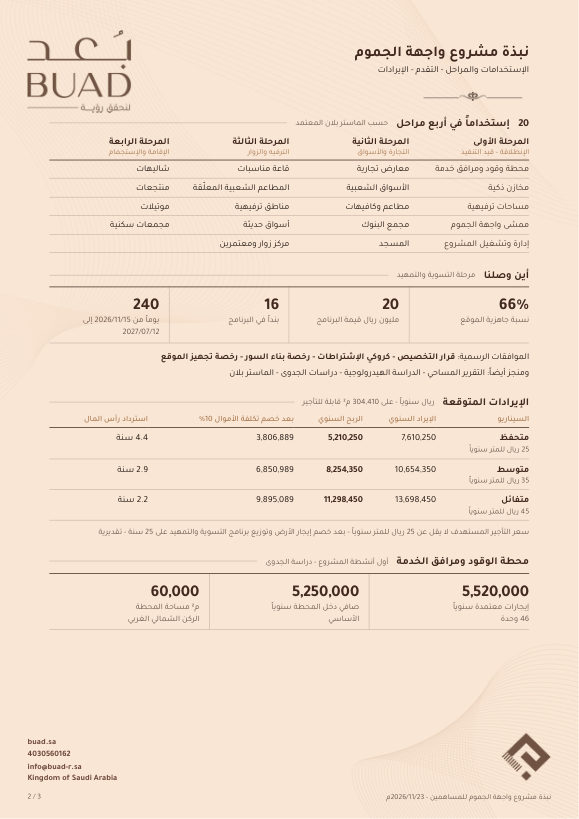 بُعد
BUAD
لنحقق رؤيــة
نبذة مشروع واجهة الجموم
الإستخدامات والمراحل - التقدم - الإيرادات
20 إستخداماً في أربع مراحل حسب الماستر بلان المعتمد
المرحلة الأولى المرحلة الثانية المرحلة الثالثة المرحلة الرابعة
الإنطلاقة - قيد التنفيذ التجارة والأسواق الترفيه والزوار الإقامة والإستجمام
محطة وقود ومرافق خدمة معارض تجارية قاعة مناسبات شاليهات
مخازن ذكية الأسواق الشعبية المطاعم الشعبية المعلّقة منتجعات
مساحات ترفيهية مطاعم وكافيهات مناطق ترفيهية موتيلات
ممشى واجهة الجموم مجمع البنوك أسواق حديثة مجمعات سكنية
إدارة وتشغيل المشروع المسجد مركز زوار ومعتمرين
أين وصلنا مرحلة التسوية والتمهيد
66% 20 16 240
نسبة جاهزية الموقع مليون ريال قيمة البرنامج بنداً في البرنامج يوماً من 2026/11/15 إلى
2027/07/12
الموافقات الرسمية: قرار التخصيص - كروكي الإشتراطات - رخصة بناء السور - رخصة تجهيز الموقع
ومنجز أيضاً: التقرير المساحي - الدراسة الهيدرولوجية - دراسات الجدوى - الماستر بلان
الإيرادات المتوقعة ريال سنوياً - على 304,410 م² قابلة للتأجير
السيناريو الإيراد السنوي الربح السنوي بعد خصم تكلفة الأموال 10% استرداد رأس المال
متحفظ 7,610,250 5,210,250 3,806,889 4.4 سنة
25 ريال للمتر سنوياً
متوسط 10,654,350 8,254,350 6,850,989 2.9 سنة
35 ريال للمتر سنوياً
متفائل 13,698,450 11,298,450 9,895,089 2.2 سنة
45 ريال للمتر سنوياً
سعر التأجير المستهدف لا يقل عن 25 ريال للمتر سنوياً - بعد خصم إيجار الأرض وتوزيع برنامج التسوية والتمهيد على 25 سنة - تقديرية
محطة الوقود ومرافق الخدمة أول أنشطة المشروع - دراسة الجدوى
5,520,000 5,250,000 60,000
إيجارات معتمدة سنوياً صافي دخل المحطة سنوياً م² مساحة المحطة
46 وحدة الأساسي الركن الشمالي الغربي
buad.sa
4030560162
info@buad-r.sa
Kingdom of Saudi Arabia
2 / 3
نبذة مشروع واجهة الجموم للمساهمين - 2026/11/23م